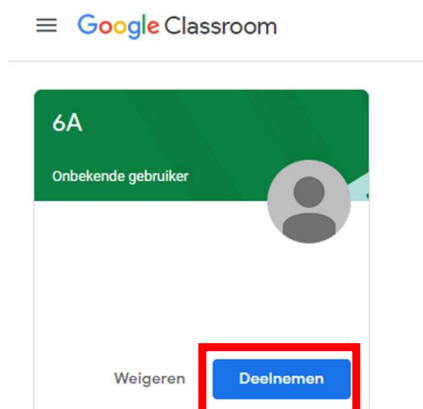 Google Classroom
6A
Onbekende gebruiker
Weigeren Deelnemen